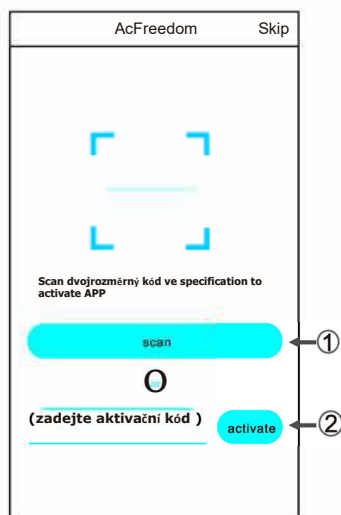 AcFreedom Skip
Scan dvojrozměrný kód ve specification to
activate APP
scan
O
(zadejte aktivační kód )
activate
①
②